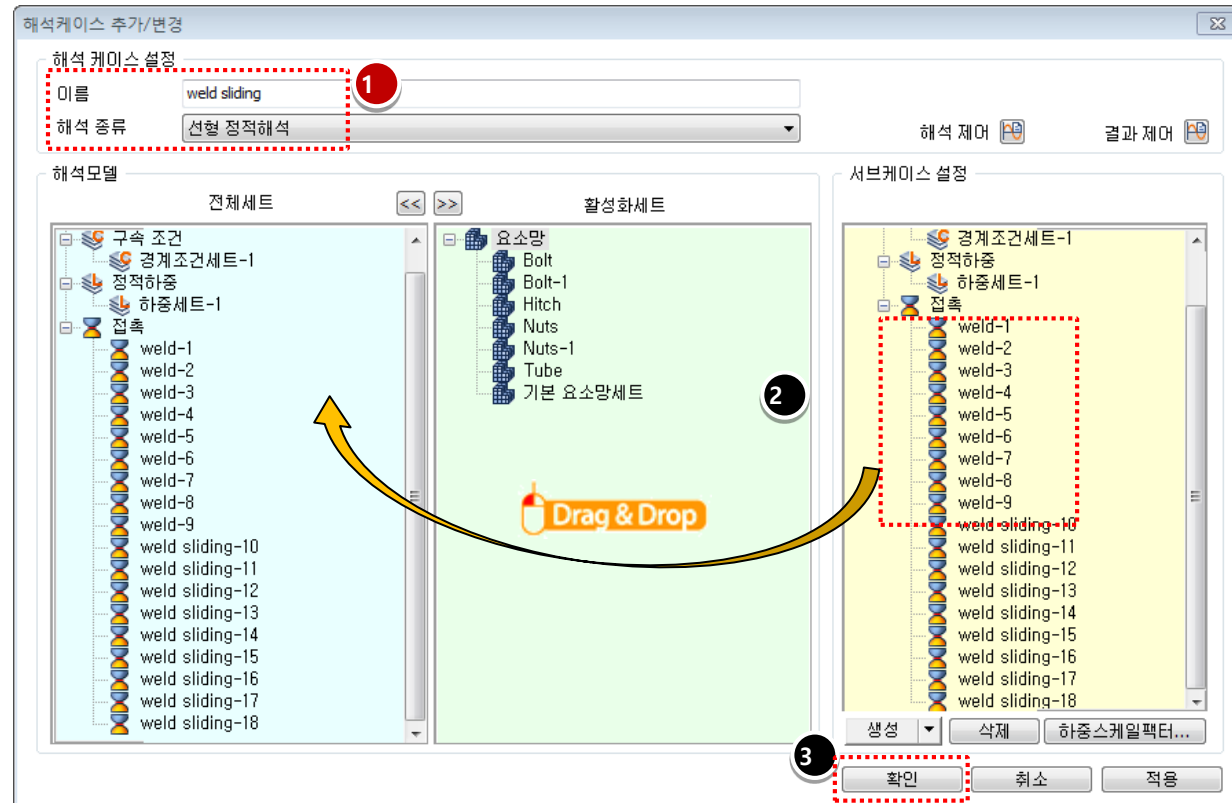 해석케이스 추가/변경
해석 케이스 설정
이름
weld sliding
1
해석 종류
선형 정적해석
해석 제어
결과 제어
해석모델
전체세트
<<
>>
활성화세트
구속 조건
경계조건세트-1
정적하중
하중세트-1
접촉
weld-1
weld-2
weld-3
weld-4
weld-5
weld-6
weld-7
weld-8
weld-9
weld sliding-10
weld sliding-11
weld sliding-12
weld sliding-13
weld sliding-14
weld sliding-15
weld sliding-16
weld sliding-17
weld sliding-18
요소망
Bolt
Bolt-1
Hitch
Nuts
Nuts-1
Tube
기본 요소망세트
2
Drag & Drop
서브케이스 설정
경계조건세트-1
정적하중
하중세트-1
접촉
weld-1
weld-2
weld-3
weld-4
weld-5
weld-6
weld-7
weld-8
weld-9
weld sliding-10
weld sliding-11
weld sliding-12
weld sliding-13
weld sliding-14
weld sliding-15
weld sliding-16
weld sliding-17
weld sliding-18
생성
삭제
하중스케일팩터...
3
확인
취소
적용